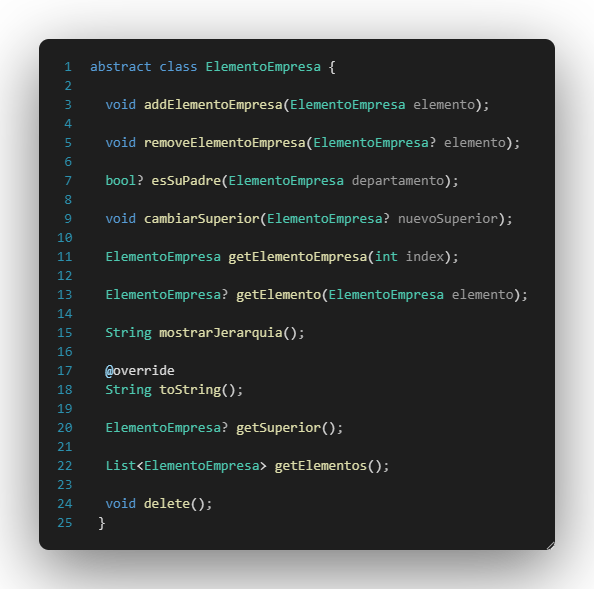 1 abstract class ElementoEmpresa {
2
3 void addElementoEmpresa(ElementoEmpresa elemento);
4
5 void removeElementoEmpresa(ElementoEmpresa? elemento);
6
7 bool? esSuPadre(ElementoEmpresa departamento);
8
9 void cambiarSuperior(ElementoEmpresa? nuevoSuperior);
10
11 ElementoEmpresa getElementoEmpresa(int index);
12
13 ElementoEmpresa? getElemento(ElementoEmpresa elemento);
14
15 String mostrarJerarquia();
16
17 @override
18 String toString();
19
20 ElementoEmpresa? getSuperior();
21
22 List<ElementoEmpresa> getElementos();
23
24 void delete();
25 }